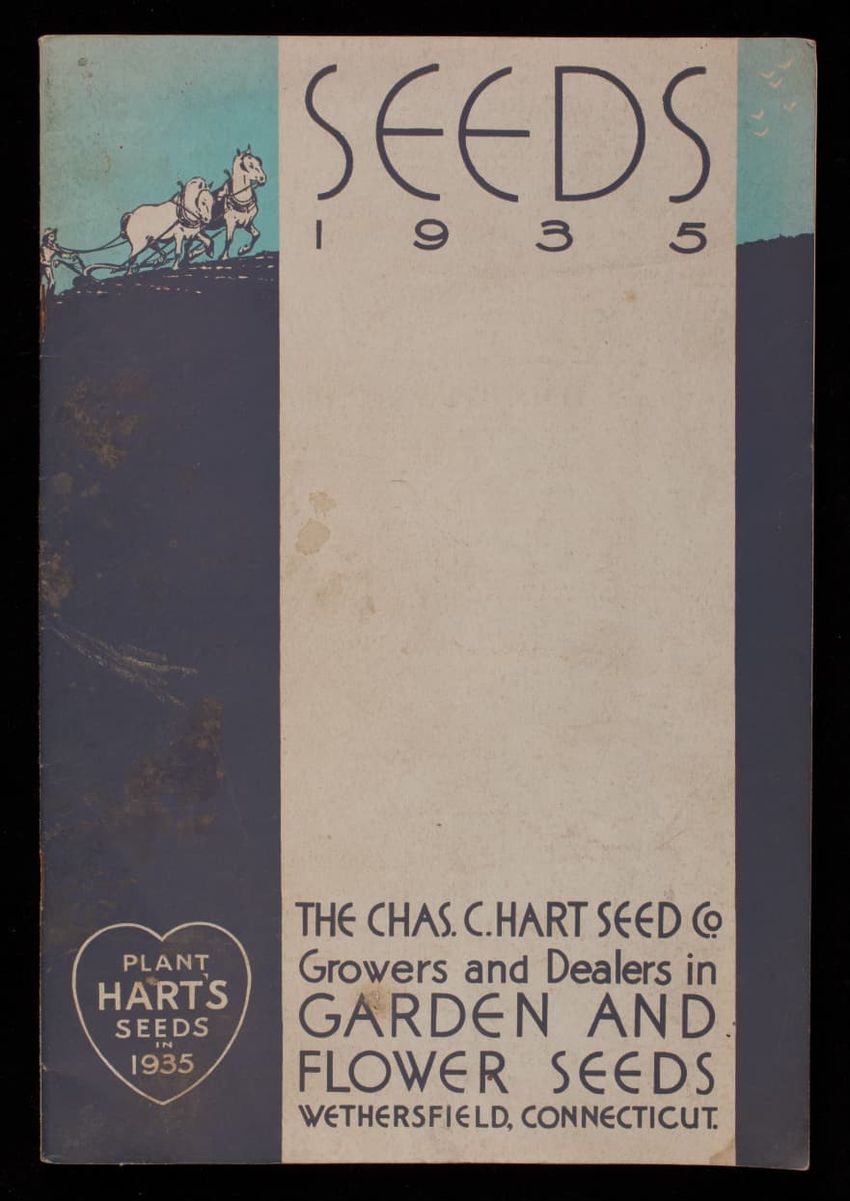 SEEDS
1935
THE CHAS. C. HART SEED Co
Growers and Dealers in
GARDEN AND
FLOWER SEEDS
WETHERSFIELD, CONNECTICUT.
PLANT
HART'S
SEEDS
IN
1935